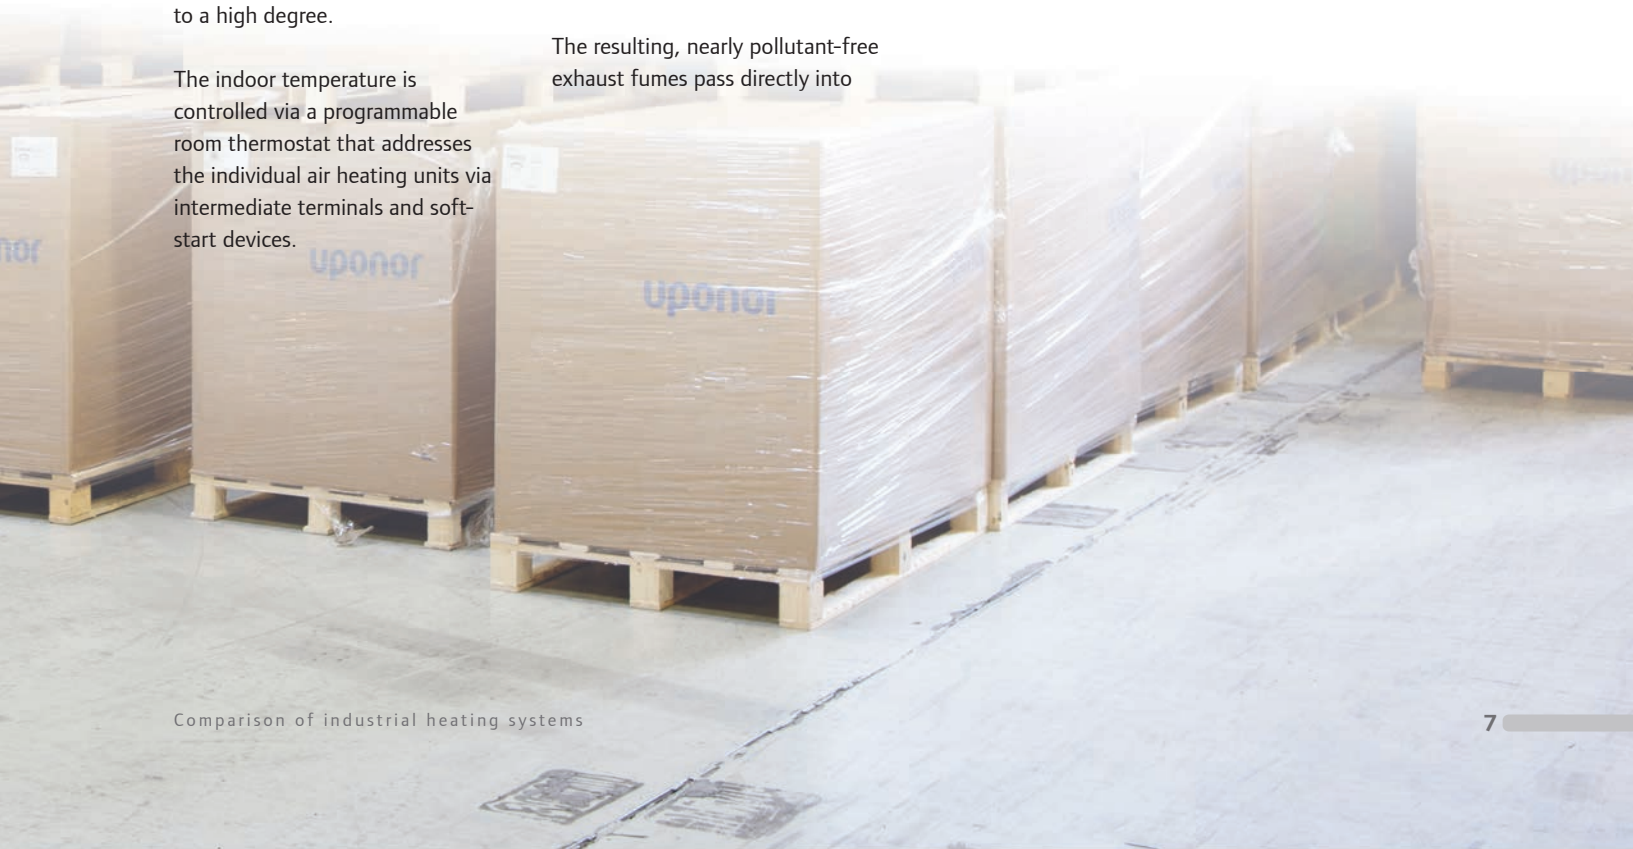 to a high degree.
The indoor temperature is
controlled via a programmable
room thermostat that addresses
the individual air heating units via
intermediate terminals and soft-
start devices.
The resulting, nearly pollutant-free
exhaust fumes pass directly into
nor
uponor
uponor
upon
Comparison of industrial heating systems
7